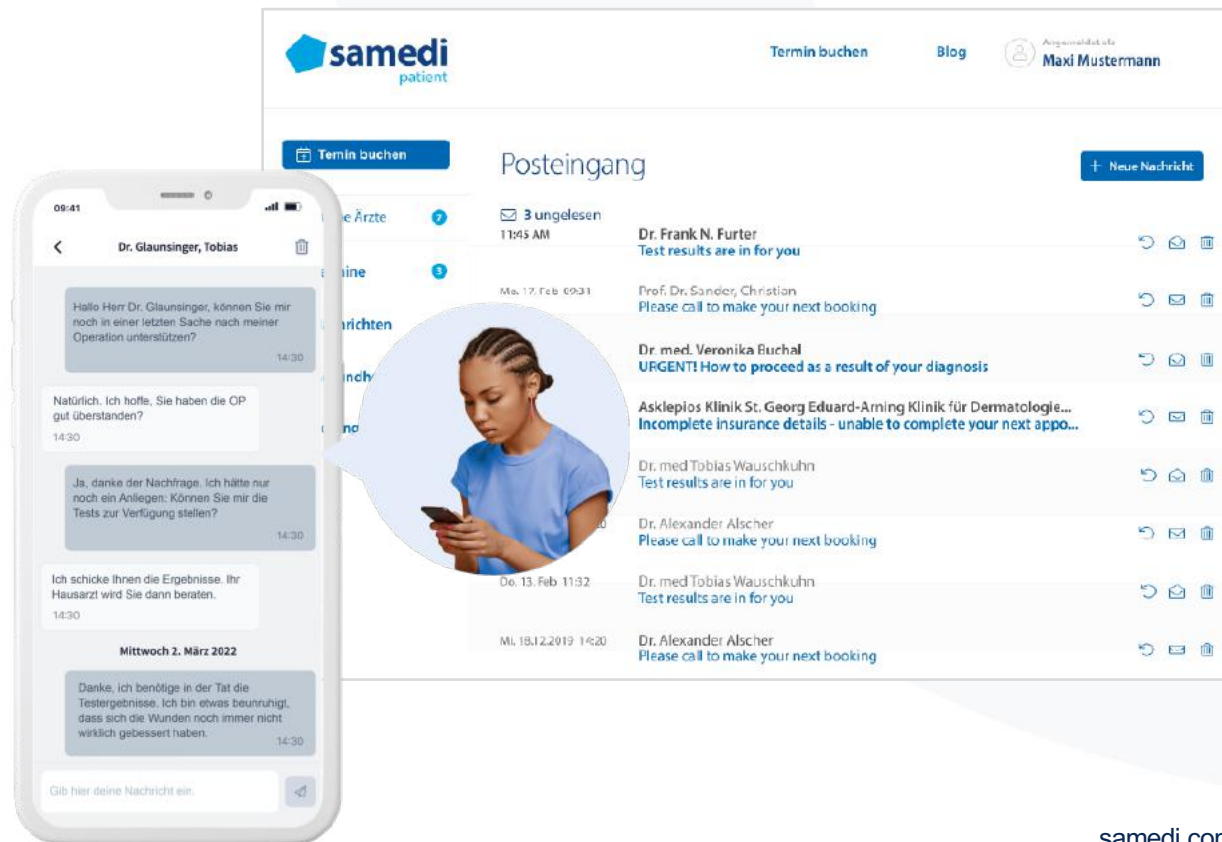 samedi
patient
Termin buchen
Blog
Angemeldet als
Maxi Mustermann
Temin buchen
Posteingang
+ Neue Nachricht
Ärzte
7
3
3 ungelesen
11:45 AM
Dr. Frank N. Furter
Test results are in for you
Mo. 17. Feb 09:31
Prof. Dr. Sander, Christian
Please call to make your next booking
Dr. med. Veronika Buchal
URGENT! How to proceed as a result of your diagnosis
Asklepios Klinik St. Georg Eduard-Arning Klinik für Dermatologie...
Incomplete insurance details - unable to complete your next appo...
Dr. med Tobias Wauschkuhn
Test results are in for you
Dr. Alexander Alscher
Please call to make your next booking
Do. 13. Feb 11:32
Dr. med Tobias Wauschkuhn
Test results are in for you
Mi. 18.12.2019 14:20
Dr. Alexander Alscher
Please call to make your next booking
09:41
Dr. Glaunsinger, Tobias
Hallo Herr Dr. Glaunsinger, können Sie mir
noch in einer letzten Sache nach meiner
Operation unterstützen?
14:30
Natürlich. Ich hoffe, Sie haben die OP
gut überstanden?
14:30
Ja, danke der Nachfrage. Ich hätte nur
noch ein Anliegen: Können Sie mir die
Tests zur Verfügung stellen?
14:30
Ich schicke Ihnen die Ergebnisse. Ihr
Hausarzt wird Sie dann beraten.
14:30
Mittwoch 2. März 2022
Danke, ich benötige in der Tat die
Testergebnisse. Ich bin etwas beunruhigt,
dass sich die Wunden noch immer nicht
wirklich gebessert haben.
14:30
Gib hier deine Nachricht ein.